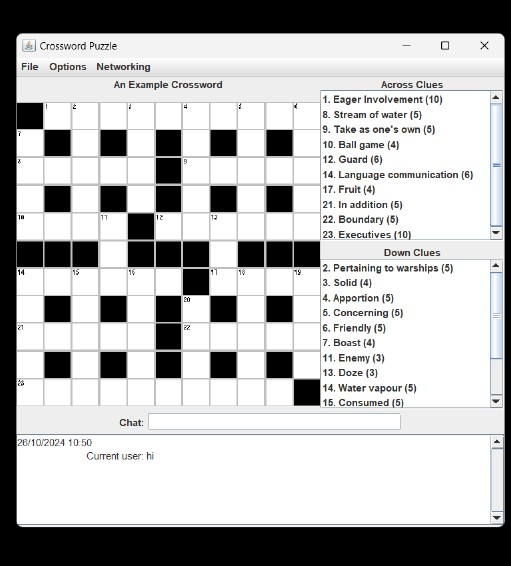 Crossword Puzzle
File Options Networking
An Example Crossword
Across Clues
1. Eager Involvement (10)
8. Stream of water (5)
9. Take as one's own (5)
10. Ball game (4)
12. Guard (6)
14. Language communication (6)
17. Fruit (4)
21. In addition (5)
22. Boundary (5)
23. Executives (10)
Down Clues
2. Pertaining to warships (5)
3. Solid (4)
4. Apportion (5)
5. Concerning (5)
6. Friendly (5)
7. Boast (4)
11. Enemy (3)
13. Doze (3)
14. Water vapour (5)
15. Consumed (5)
1 2 3 4 5 6
7
8 9
10 11 12 13
14 15 16 17 18 19
20
21 22
23
Chat:
26/10/2024 10:50
Current user: hi